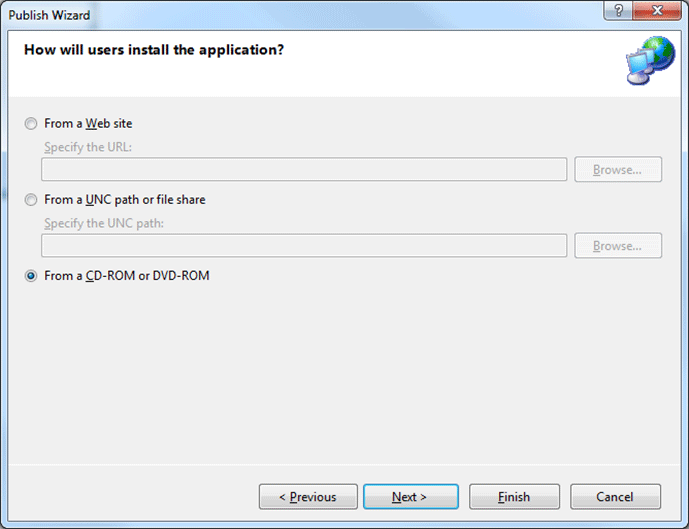 Publish Wizard
?
How will users install the application?
From a Web site
Specify the URL:
Browse...
From a UNC path or file share
Specify the UNC path:
Browse...
From a CD-ROM or DVD-ROM
< Previous
Next >
Finish
Cancel